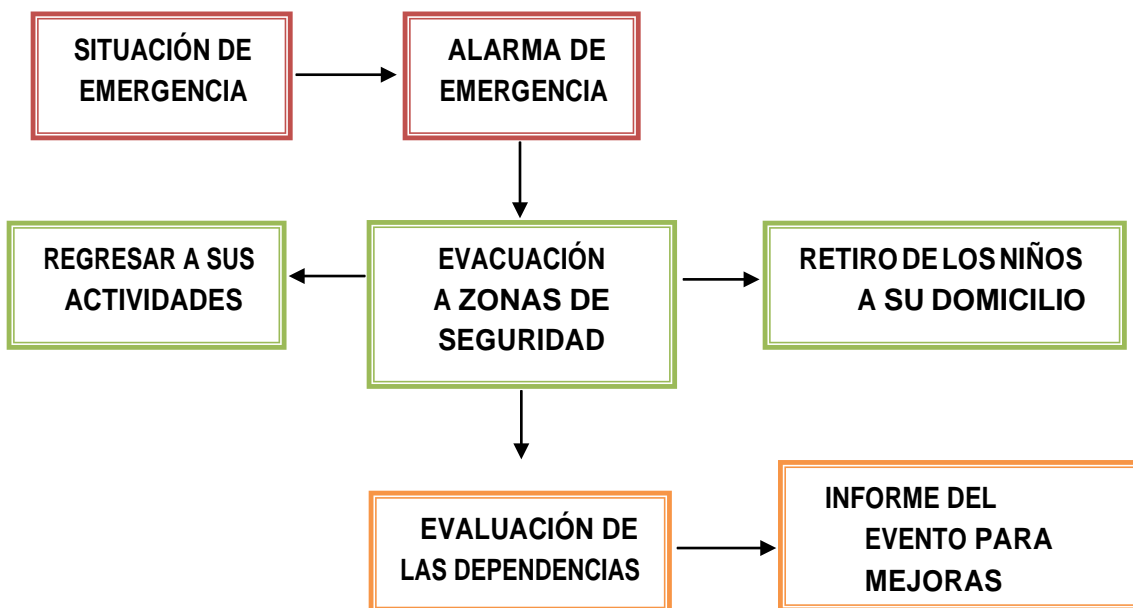 SITUACIÓN DE
EMERGENCIA
ALARMA DE
EMERGENCIA
REGRESAR A SUS
ACTIVIDADES
EVACUACIÓN
A ZONAS DE
SEGURIDAD
RETIRO DE LOS NIÑOS
A SU DOMICILIO
EVALUACIÓN DE
LAS DEPENDENCIAS
INFORME DEL
EVENTO PARA
MEJORAS